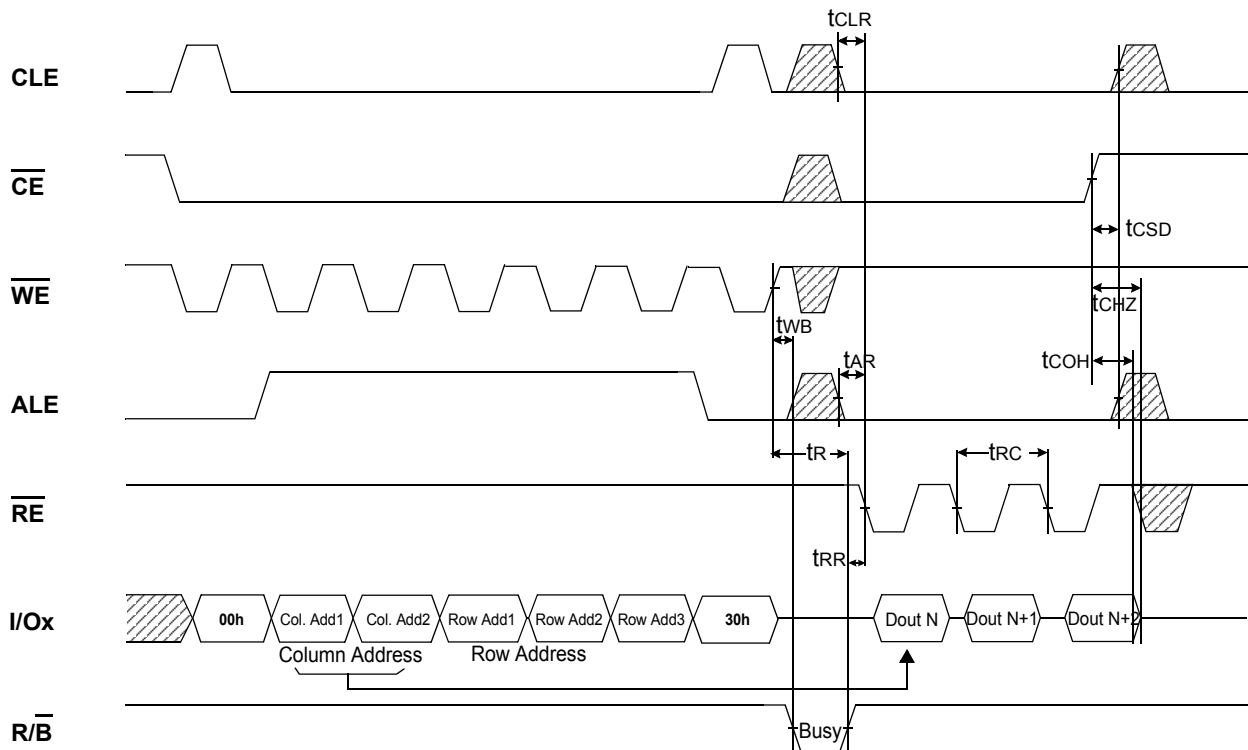 tCLR
CLE
CE
tCSD
WE
tCHZ
tWB
tCOH
tAR
ALE
tR
tRC
RE
tRR
I/Ox
00h
Col. Add1
Col. Add2
Row Add1
Row Add2
Row Add3
30h
Dout N
Dout N+1
Dout N+2
Column Address
Row Address
R/B
Busy